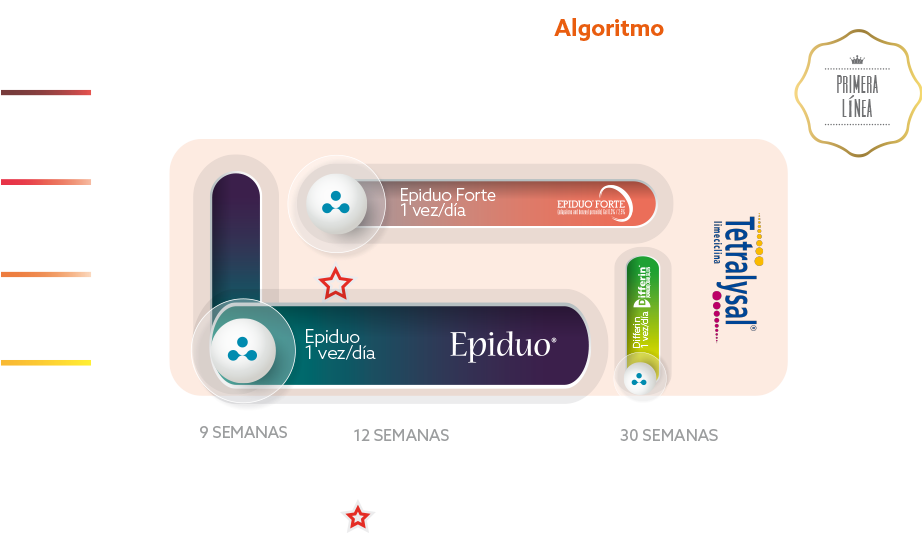 Algoritmo
PRIMERA
LÍNEA
Epiduo Forte
1 vez/día
EPIDUO FORTE
Tetralysal®
limeciclina
Differin
Differin
1 vez/día
Epiduo
1 vez/día
Epiduo®
9 SEMANAS
12 SEMANAS
30 SEMANAS